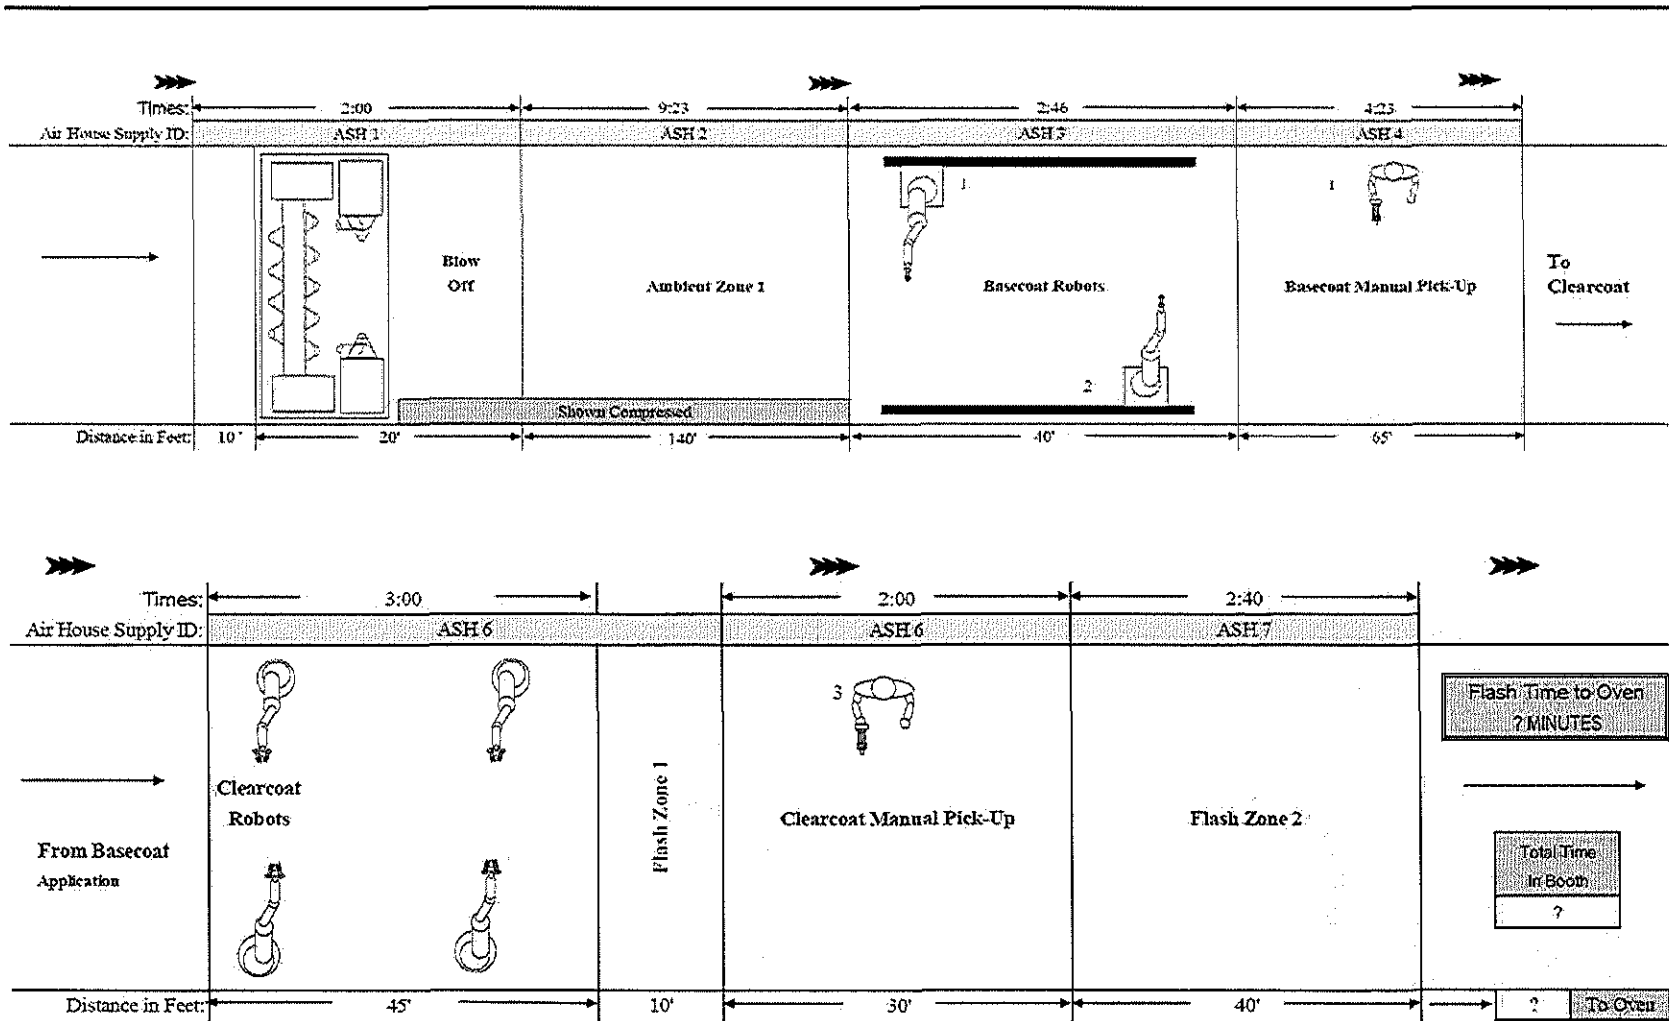 Times: 2:00 9:23 2:46 4:23
Air House Supply ID: ASH 1 ASH 2 ASH 3 ASH 4
1
1
Blow
Off
Ambient Zone 1
Basecoat Robots
Basecoat Manual Pick-Up
To
Clearcoat
2
Shown Compressed
Distance in Feet: 10' 20' 140' 40' 65'
Times: 3:00 2:00 2:40
Air House Supply ID: ASH 6 ASH 6 ASH 7
3
Flash Time to Oven
? MINUTES
Clearcoat
Robots
Flash Zone 1
Clearcoat Manual Pick-Up
Flash Zone 2
From Basecoat
Application
Total Time
In Booth
?
Distance in Feet: 45' 10' 30' 40' ? To Oven